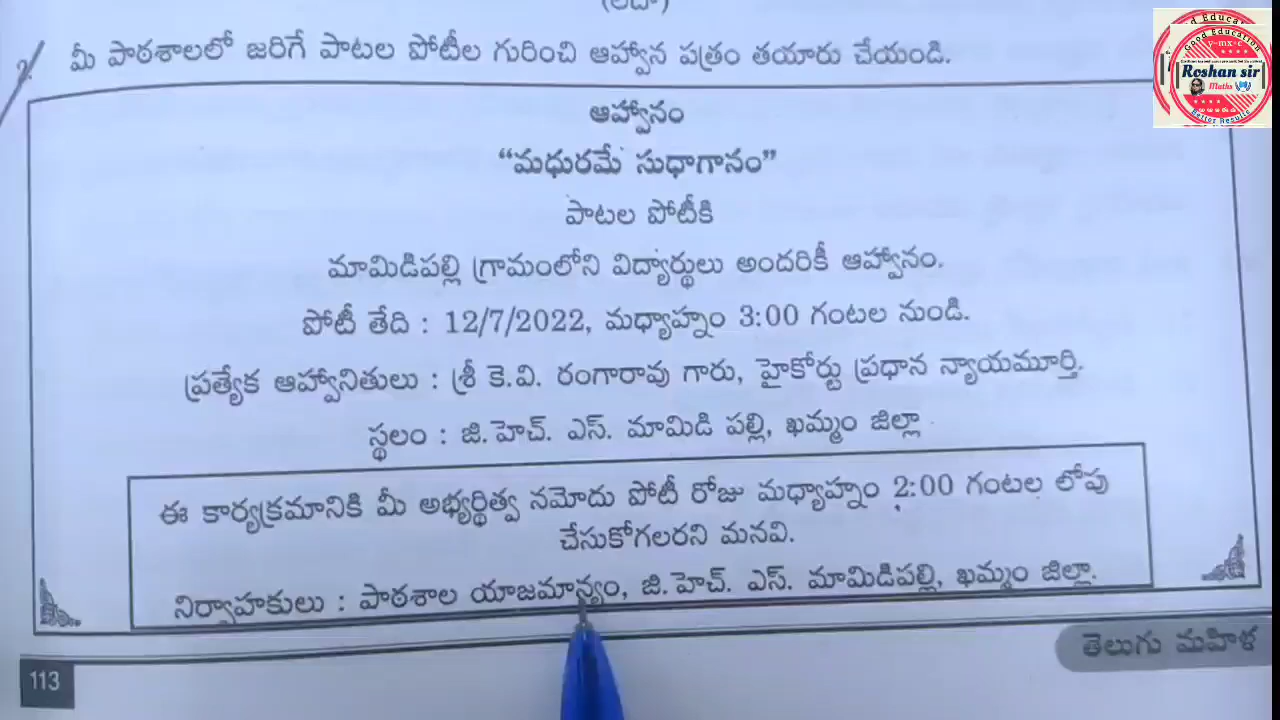 (లేదా)
2. మీ పాఠశాలలో జరిగే పాటల పోటీల గురించి ఆహ్వాన పత్రం తయారు చేయండి.
ఆహ్వానం
“మధురమే సుధాగానం”
పాటల పోటీకి
మామిడిపల్లి గ్రామంలోని విద్యార్థులు అందరికీ ఆహ్వానం.
పోటీ తేది : 12/7/2022, మధ్యాహ్నం 3:00 గంటల నుండి.
ప్రత్యేక ఆహ్వానితులు : శ్రీ కె.వి. రంగారావు గారు, హైకోర్టు ప్రధాన న్యాయమూర్తి.
స్థలం : జి.హెచ్. ఎస్. మామిడి పల్లి, ఖమ్మం జిల్లా
ఈ కార్యక్రమానికి మీ అభ్యర్థిత్వ నమోదు పోటీ రోజు మధ్యాహ్నం 2:00 గంటల లోపు
చేసుకోగలరని మనవి.
నిర్వాహకులు : పాఠశాల యాజమాన్యం, జి.హెచ్. ఎస్. మామిడిపల్లి, ఖమ్మం జిల్లా.
తెలుగు మహిళ
113
Good Education
y=mx+c
Roshan sir
Maths
Better Results